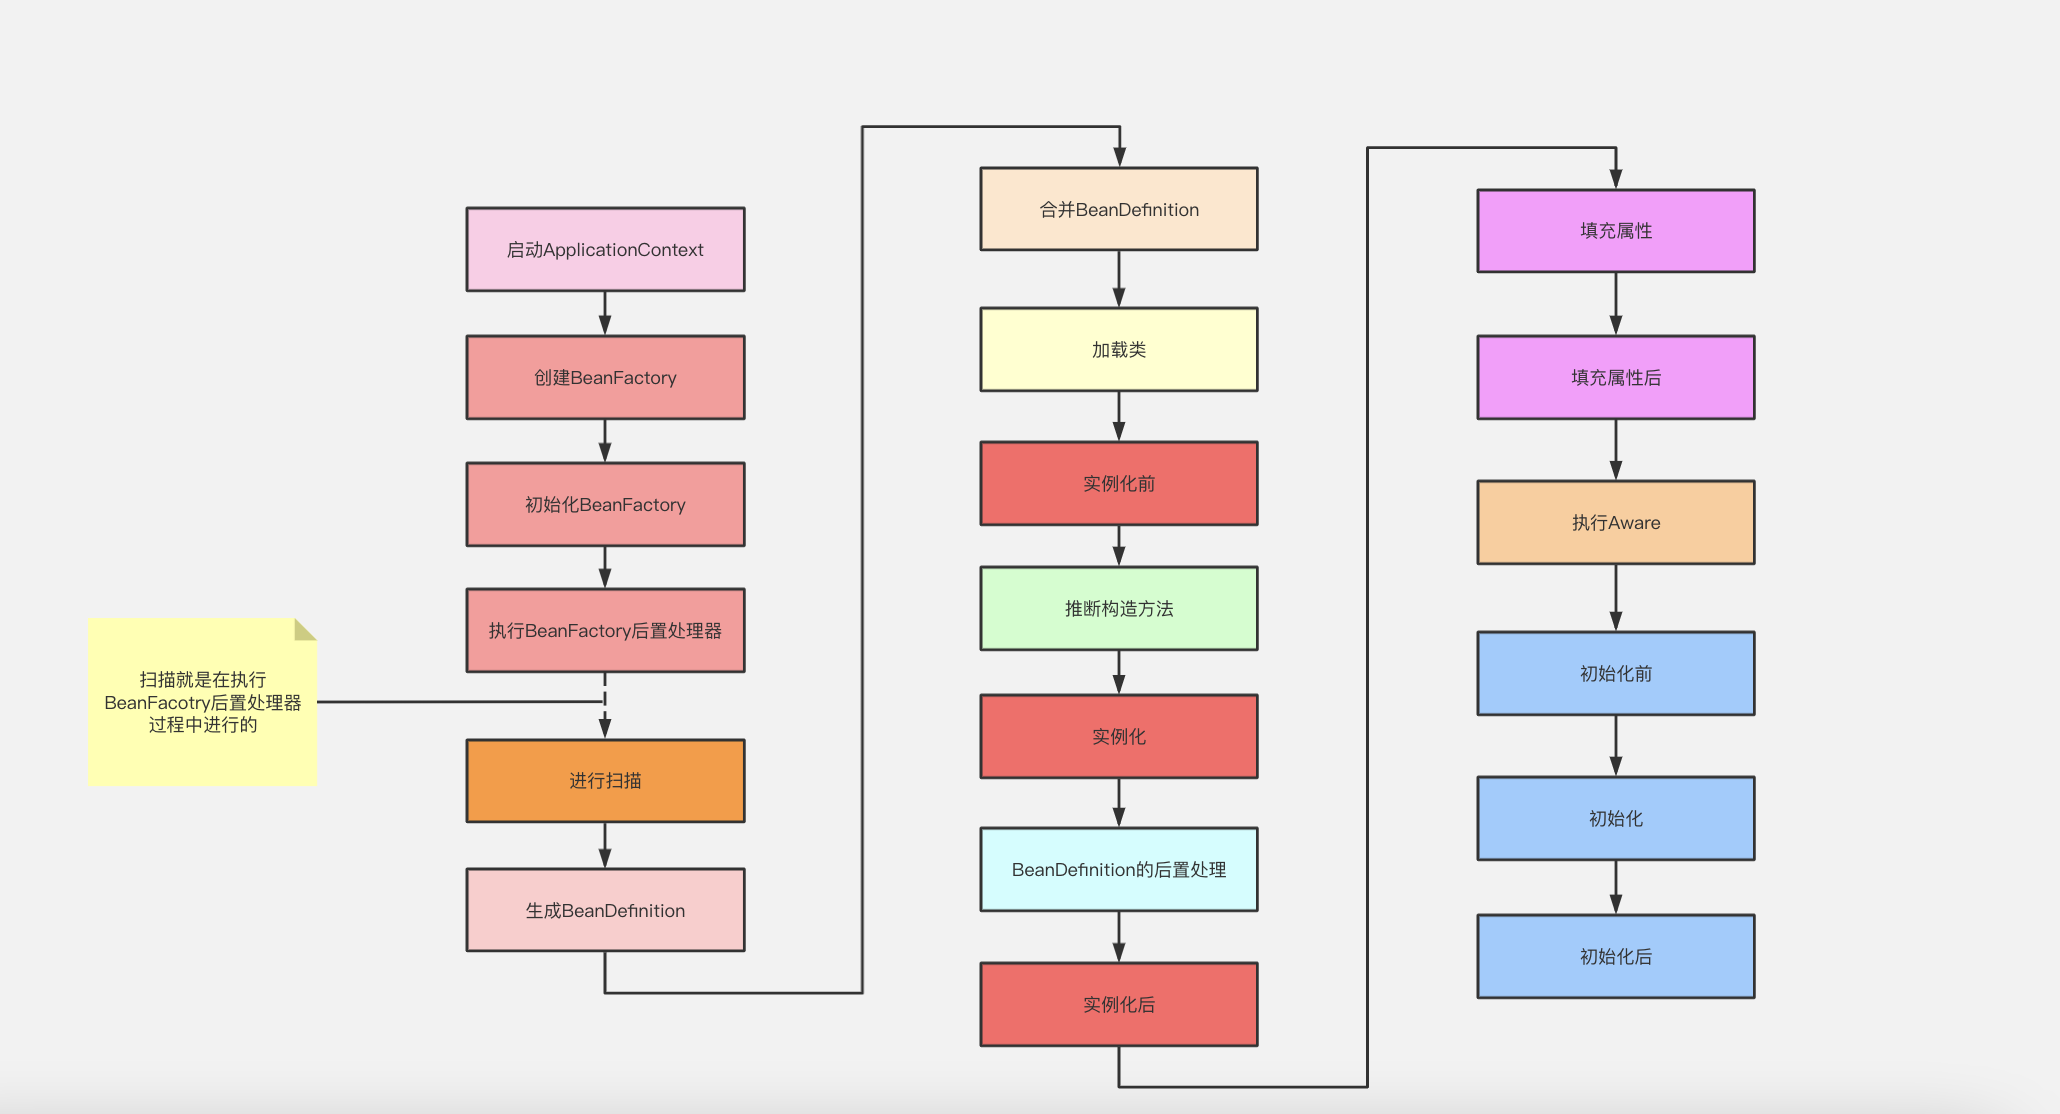 启动ApplicationContext
创建BeanFactory
初始化BeanFactory
执行BeanFactory后置处理器
扫描就是在执行
BeanFacotry后置处理器
过程中进行的
进行扫描
生成BeanDefinition
合并BeanDefinition
加载类
实例化前
推断构造方法
实例化
BeanDefinition的后置处理
实例化后
填充属性
填充属性后
执行Aware
初始化前
初始化
初始化后